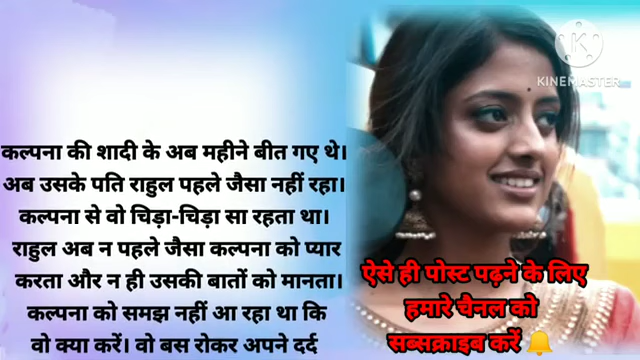 कल्पना की शादी के अब महीने बीत गए थे।
अब उसके पति राहुल पहले जैसा नहीं रहा।
कल्पना से वो चिड़ा-चिड़ा सा रहता था।
राहुल अब न पहले जैसा कल्पना को प्यार
करता और न ही उसकी बातों को मानता।
कल्पना को समझ नहीं आ रहा था कि
वो क्या करें। वो बस रोकर अपने दर्द
K
KINEMASTER
ऐसे ही पोस्ट पढ़ने के लिए
हमारे चैनल को
सब्सक्राइब करें 🔔